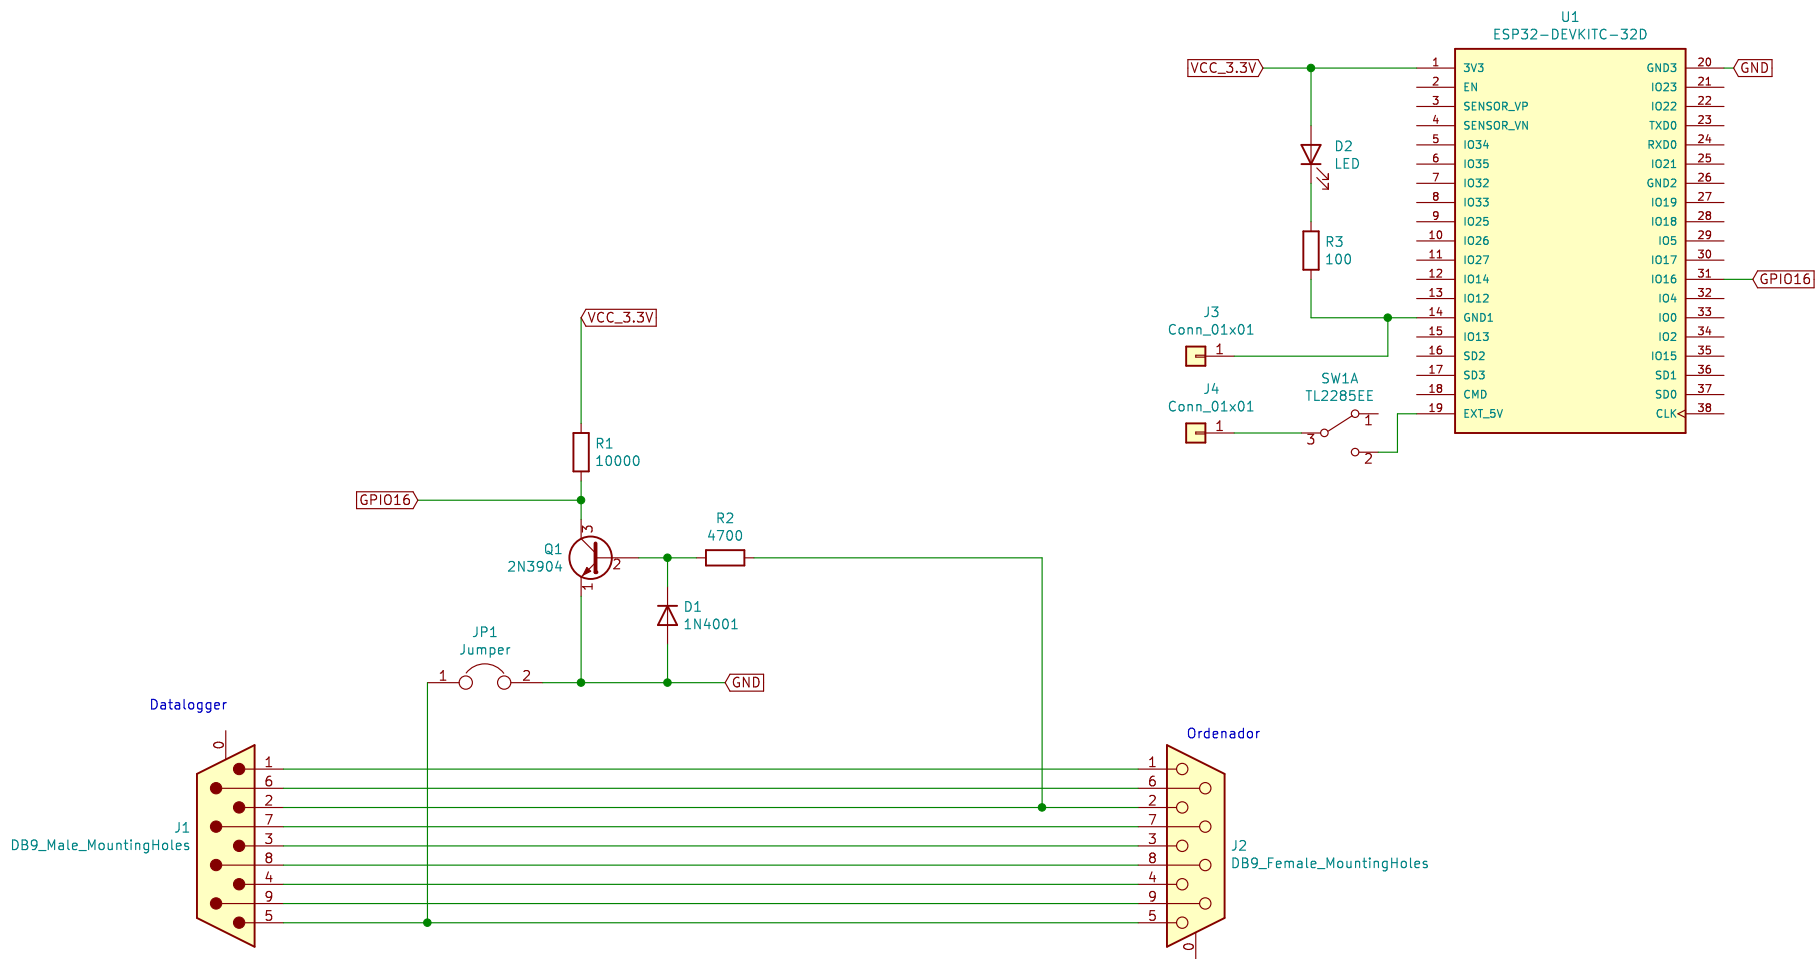 U1
ESP32-DEVKITC-32D
VCC_3.3V
1 3V3 GND3 20 GND
2 EN IO23 21
3 SENSOR_VP IO22 22
4 SENSOR_VN TXD0 23
5 IO34 RXD0 24
6 IO35 IO21 25
7 IO32 GND2 26
8 IO33 IO19 27
9 IO25 IO18 28
10 IO26 IO5 29
11 IO27 IO17 30
12 IO14 IO16 31 GPIO16
13 IO12 IO4 32
14 GND1 IO0 33
15 IO13 IO2 34
16 SD2 IO15 35
17 SD3 SD1 36
18 CMD SD0 37
19 EXT_5V CLK 38
D2
LED
R3
100
J3
Conn_01x01
1
J4
Conn_01x01
1
SW1A
TL2285EE
1
3
2
VCC_3.3V
R1
10000
GPIO16
3
Q1
2N3904
2
1
R2
4700
D1
1N4001
JP1
Jumper
1 2
GND
Datalogger
0
1
6
2
7
3
8
4
9
5
J1
DB9_Male_MountingHoles
Ordenador
1
6
2
7
3
8
4
9
5
0
J2
DB9_Female_MountingHoles